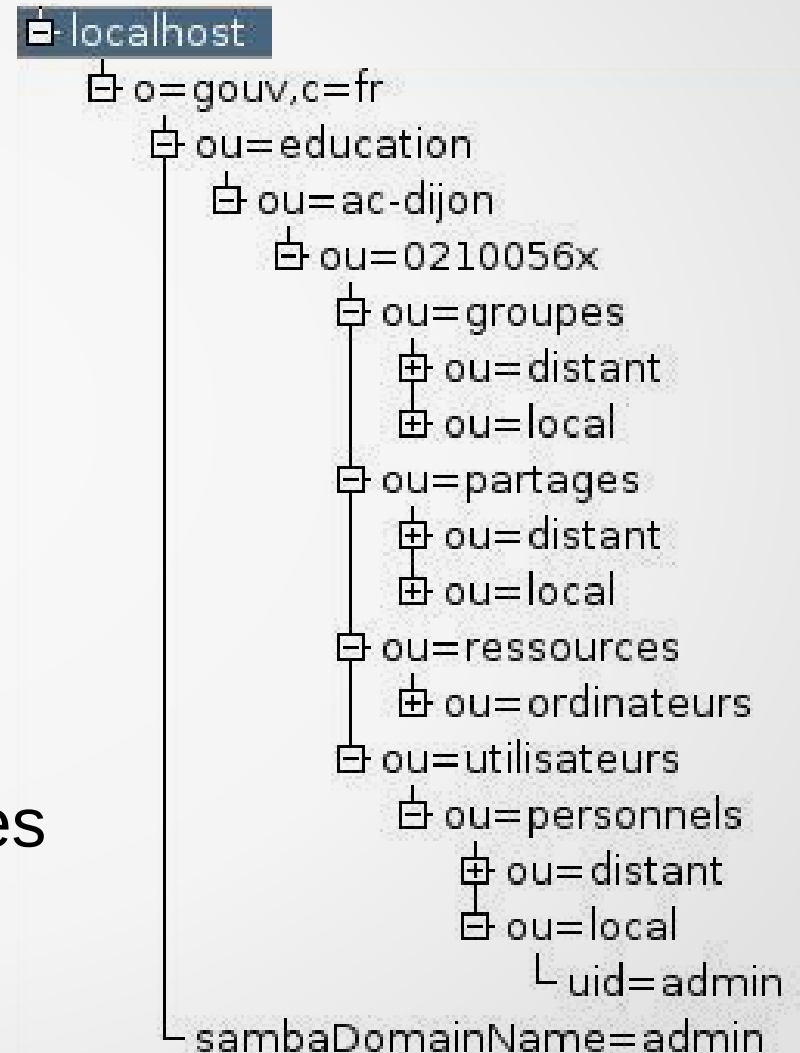 localhost
o=gouv,c=fr
ou=education
ou=ac-dijon
ou=0210056x
ou=groupes
ou=distant
ou=local
ou=partages
ou=distant
ou=local
ou=ressources
ou=ordinateurs
ou=utilisateurs
ou=personnels
es
ou=distant
ou=local
uid=admin
sambaDomainName=admin